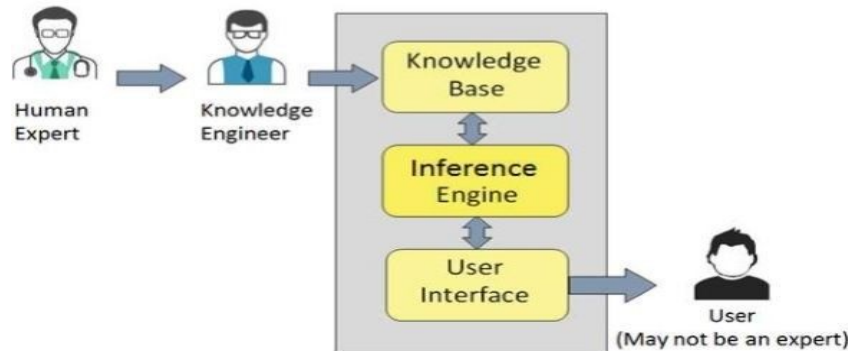 Human
Expert
Knowledge
Engineer
Knowledge
Base
Inference
Engine
User
Interface
User
(May not be an expert)